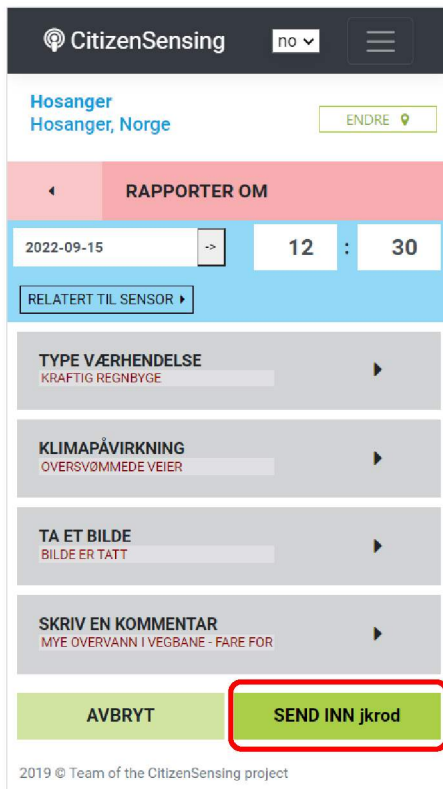 CitizenSensing
no
Hosanger
Hosanger, Norge
ENDRE
RAPPORTER OM
2022-09-15 -> 12 : 30
RELATERT TIL SENSOR
TYPE VÆRHENDELSE
KRAFTIG REGNBYGE
KLIMAPÅVIRKNING
OVERSVØMMEDE VEIER
TA ET BILDE
BILDE ER TATT
SKRIV EN KOMMENTAR
MYE OVERVANN I VEGBANE - FARE FOR
AVBRYT
SEND INN jkrod
2019 © Team of the CitizenSensing project